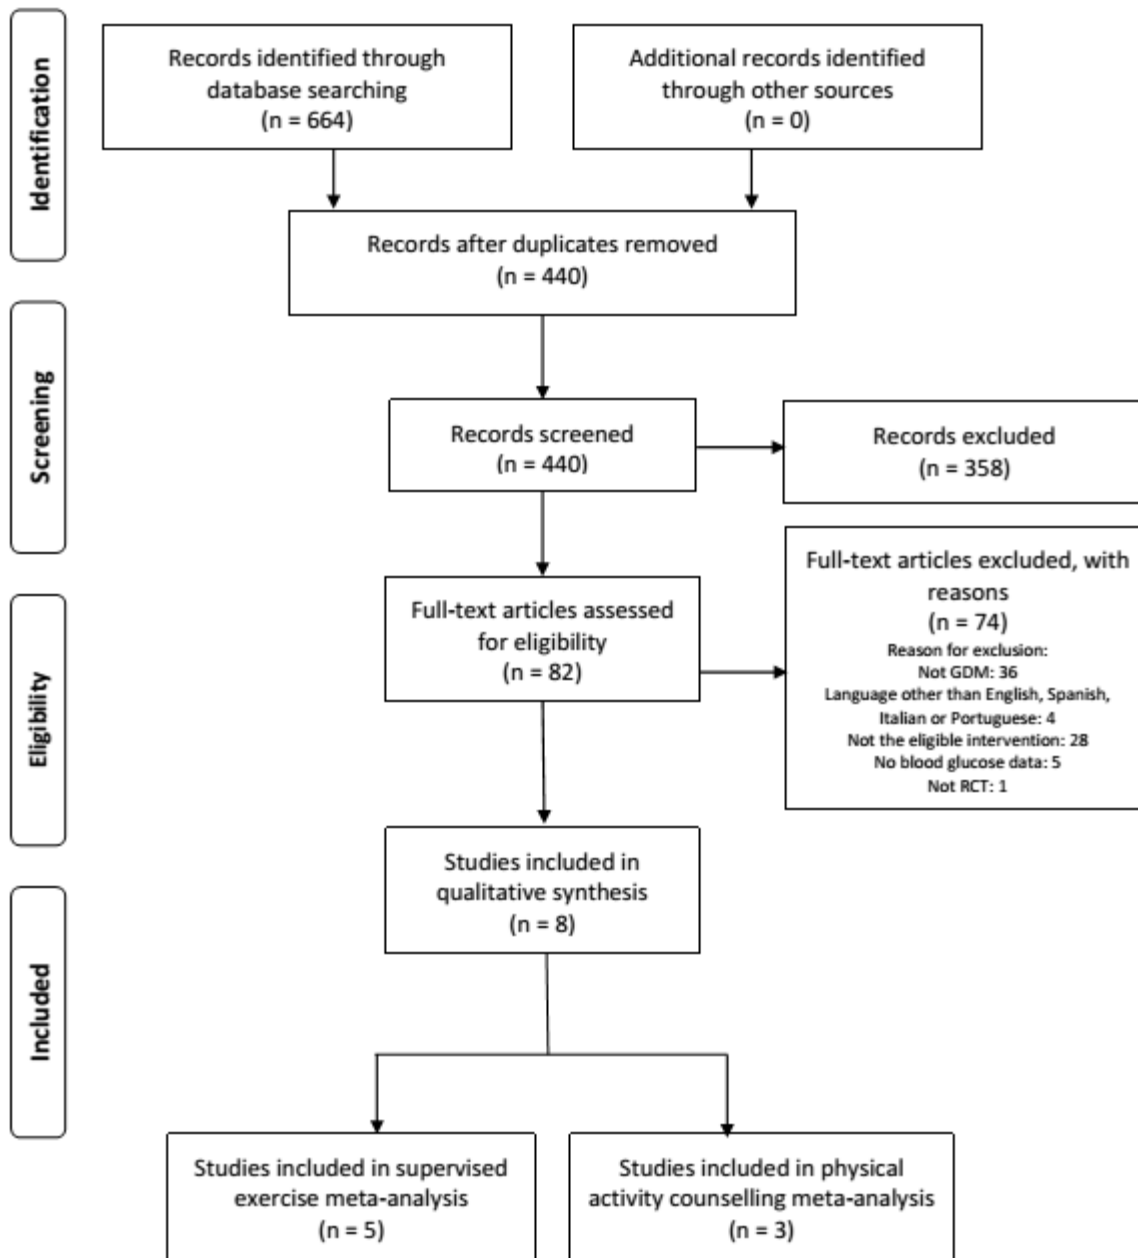 Identification
Records identified through
database searching
(n = 664)
Additional records identified
through other sources
(n = 0)
Records after duplicates removed
(n = 440)
Screening
Records screened
(n = 440)
Records excluded
(n = 358)
Eligibility
Full-text articles assessed
for eligibility
(n = 82)
Full-text articles excluded, with
reasons
(n = 74)
Reason for exclusion:
Not GDM: 36
Language other than English, Spanish,
Italian or Portuguese: 4
Not the eligible intervention: 28
No blood glucose data: 5
Not RCT: 1
Included
Studies included in
qualitative synthesis
(n = 8)
Studies included in supervised
exercise meta-analysis
(n = 5)
Studies included in physical
activity counselling meta-analysis
(n = 3)